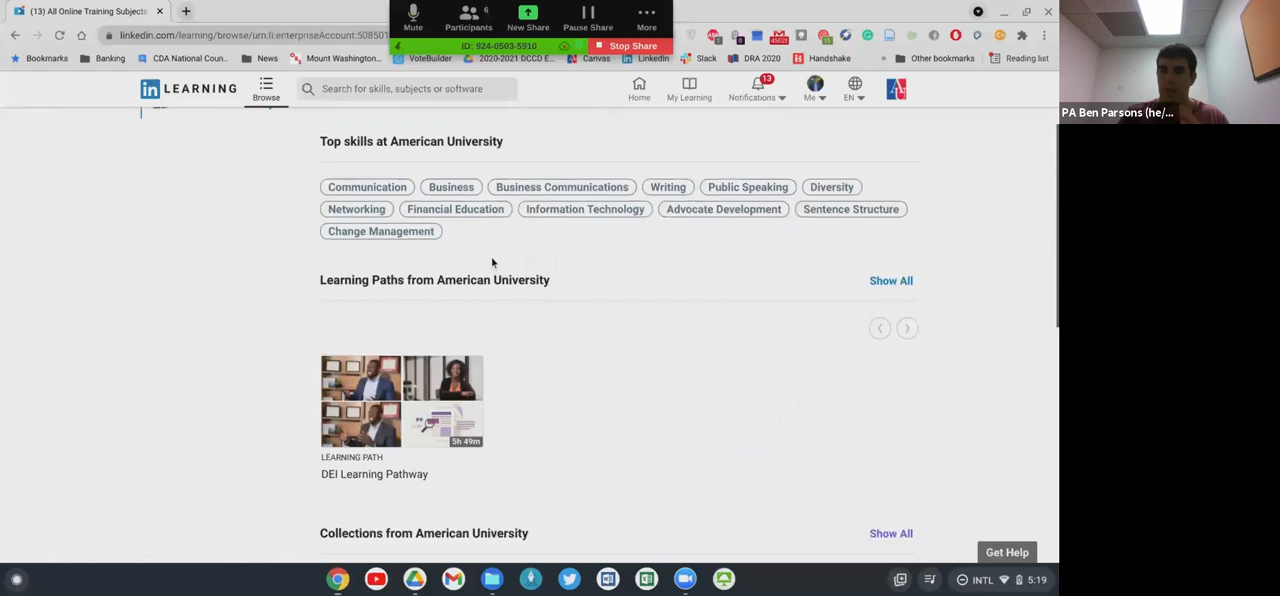 (13) All Online Training Subjects
Mute
Participants
6
New Share
Pause Share
More
linkedin.com/learning/browse/urn:li:enterpriseAccount:508501
ID: 924-0503-5910
Stop Share
Bookmarks
Banking
CDA National Coun...
News
Mount Washington...
VoteBuilder
2020-2021 DCCD E...
Canvas
LinkedIn
Slack
DRA 2020
Handshake
»
Other bookmarks
Reading list
PA Ben Parsons (he/...
in LEARNING
Browse
Search for skills, subjects or software
Home
My Learning
13
Notifications
Me
EN
Top skills at American University
Communication
Business
Business Communications
Writing
Public Speaking
Diversity
Networking
Financial Education
Information Technology
Advocate Development
Sentence Structure
Change Management
Learning Paths from American University
Show All
5h 49m
LEARNING PATH
DEI Learning Pathway
Collections from American University
Show All
Get Help
INTL
5:19